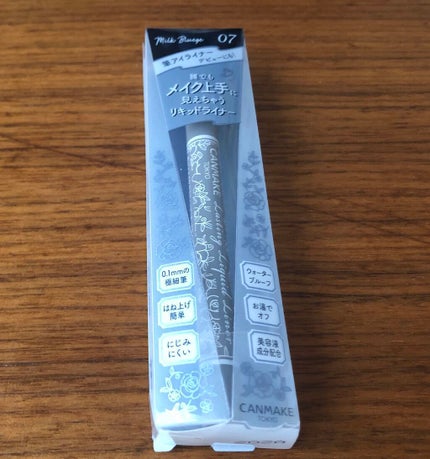 Milk Bluege 07
筆アイライナー
デビューに
誰でも
メイク上手に
見えちゃう
リキッドライナー
CANMAKE Lasting Liquid Liner
TOKYO
0.1mmの
極細筆
はね上げ
簡単
にじみ
にくい
ウォーター
プルーフ
お湯で
オフ
美容液
成分配合
CANMAKE
TOKYO